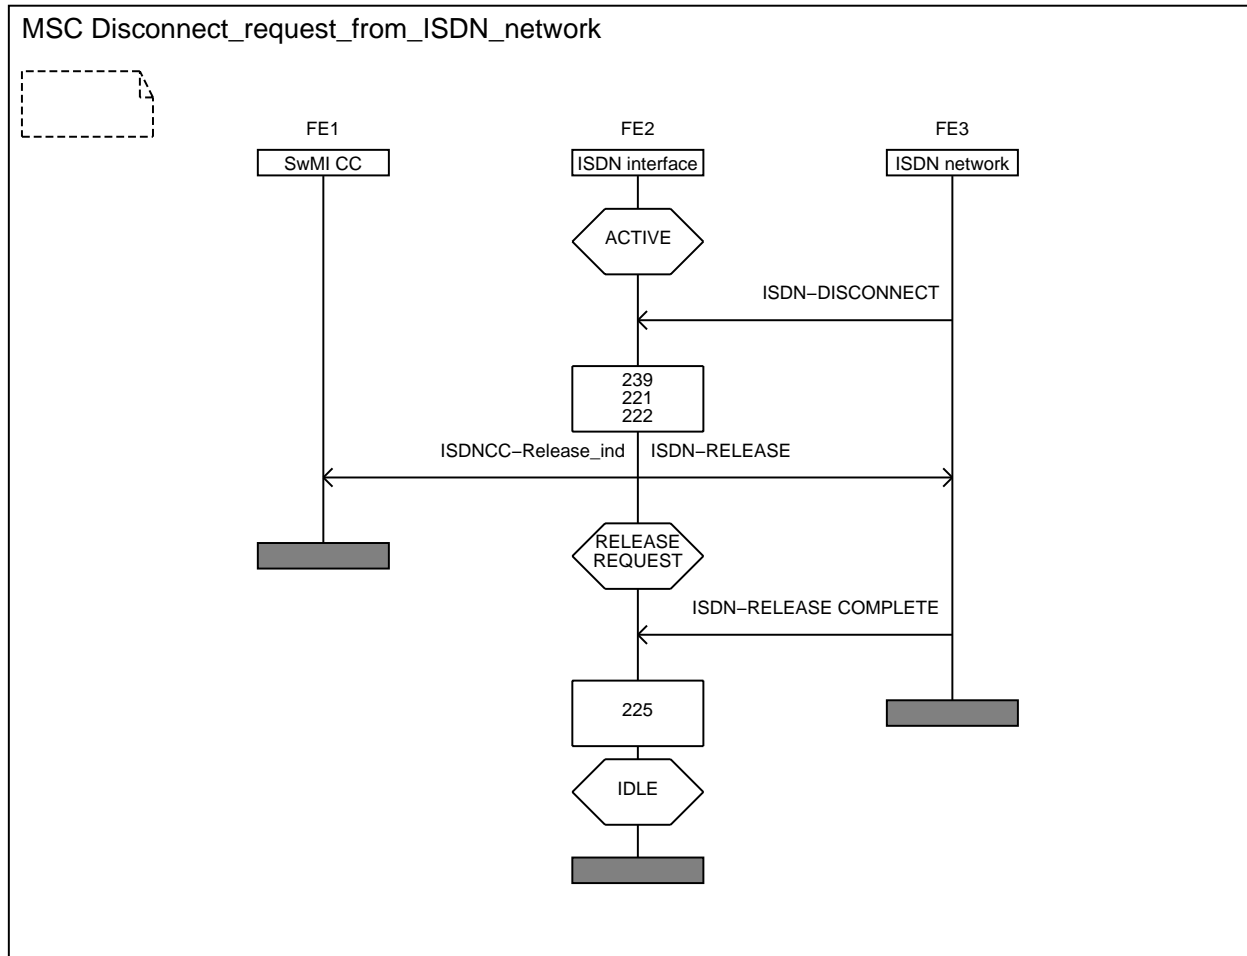 MSC Disconnect_request_from_ISDN_network
FE1
FE2
FE3
SwMI CC
ISDN interface
ISDN network
ACTIVE
ISDN−DISCONNECT
239
221
222
ISDNCC−Release_ind
ISDN−RELEASE
RELEASE
REQUEST
ISDN−RELEASE COMPLETE
225
IDLE